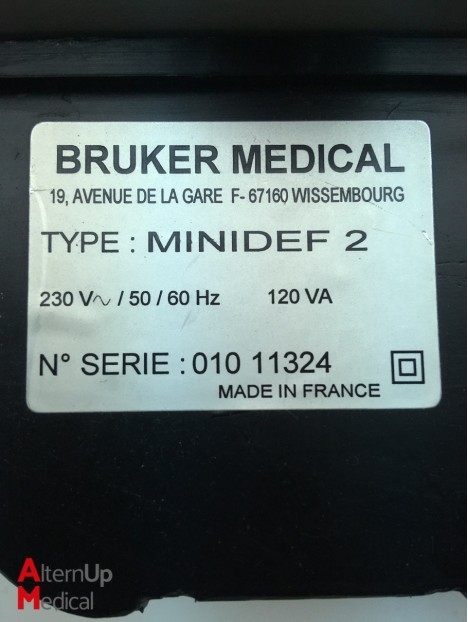 BRUKER MEDICAL
19, AVENUE DE LA GARE F- 67160 WISSEMBOURG
TYPE : MINIDEF 2
230 V∿ / 50 / 60 Hz 120 VA
N° SERIE : 010 11324
MADE IN FRANCE
AlternUp
Medical
A
M